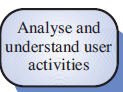 Analyse and
understand user
activities